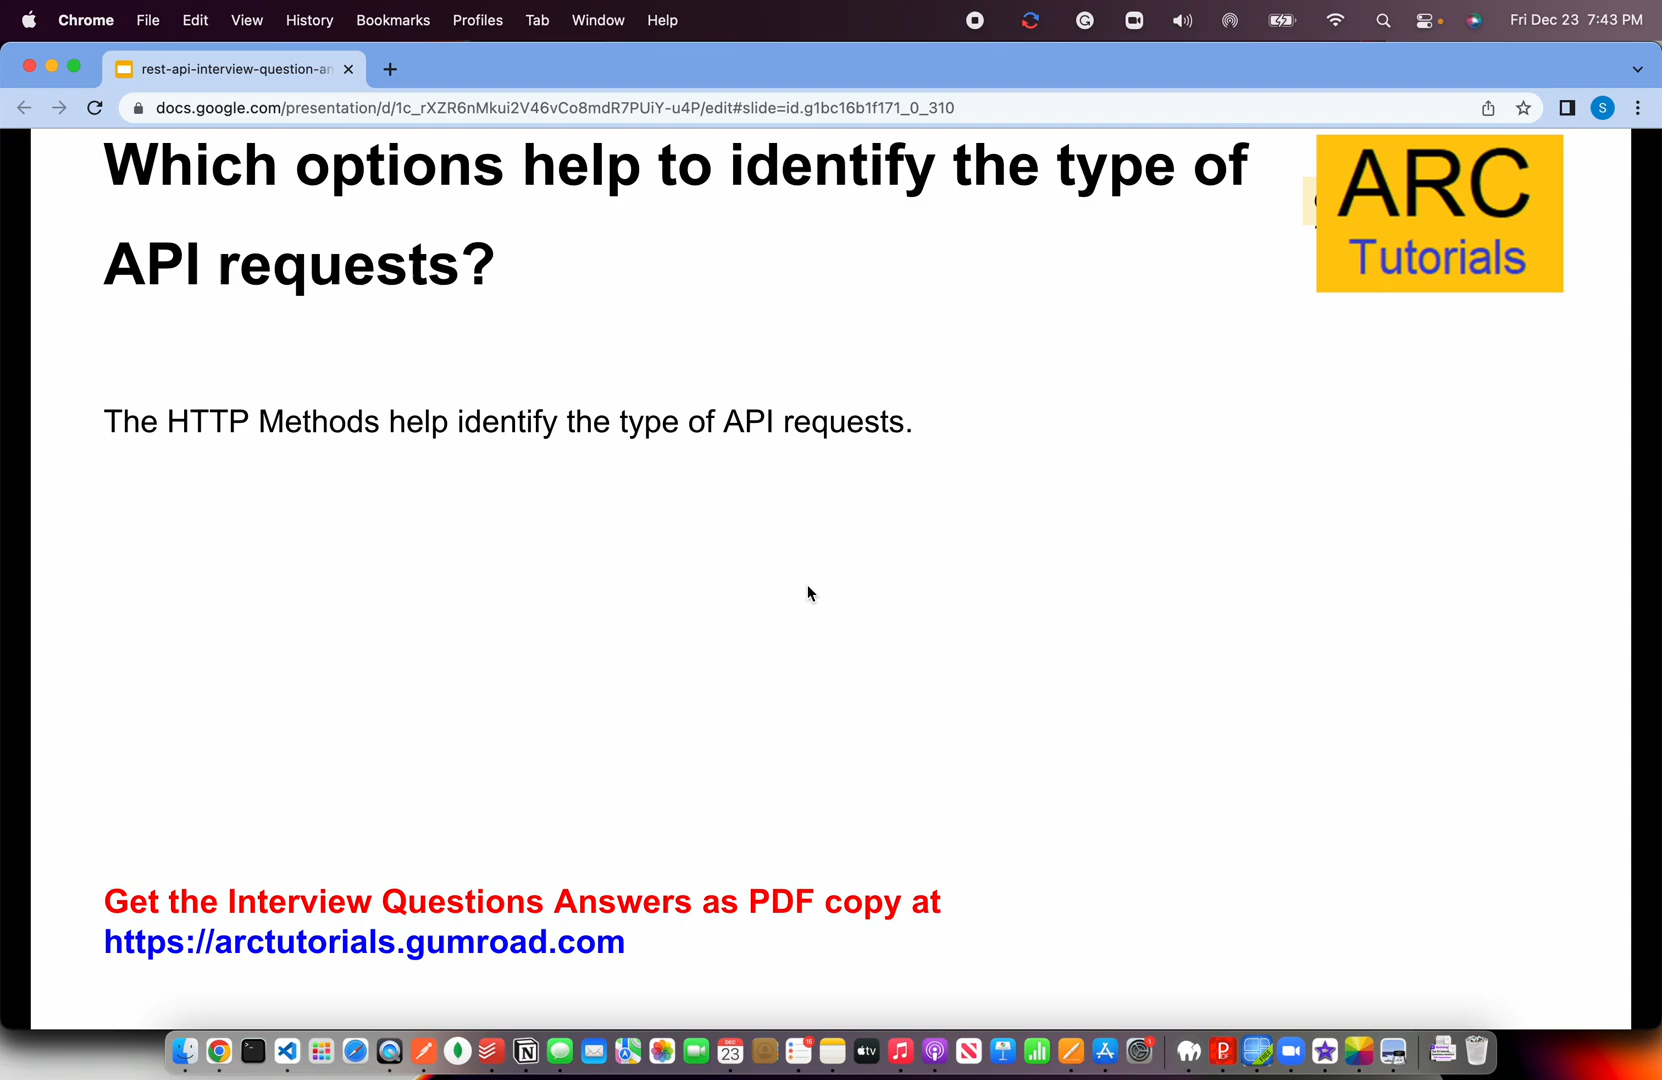 Chrome File Edit View History Bookmarks Profiles Tab Window Help Fri Dec 23 7:43 PM
rest-api-interview-question-an
docs.google.com/presentation/d/1c_rXZR6nMkui2V46vCo8mdR7PUiY-u4P/edit#slide=id.g1bc16b1f171_0_310
S
Which options help to identify the type of
API requests?
ARC
Tutorials
The HTTP Methods help identify the type of API requests.
Get the Interview Questions Answers as PDF copy at
https://arctutorials.gumroad.com
DEC
23
tv